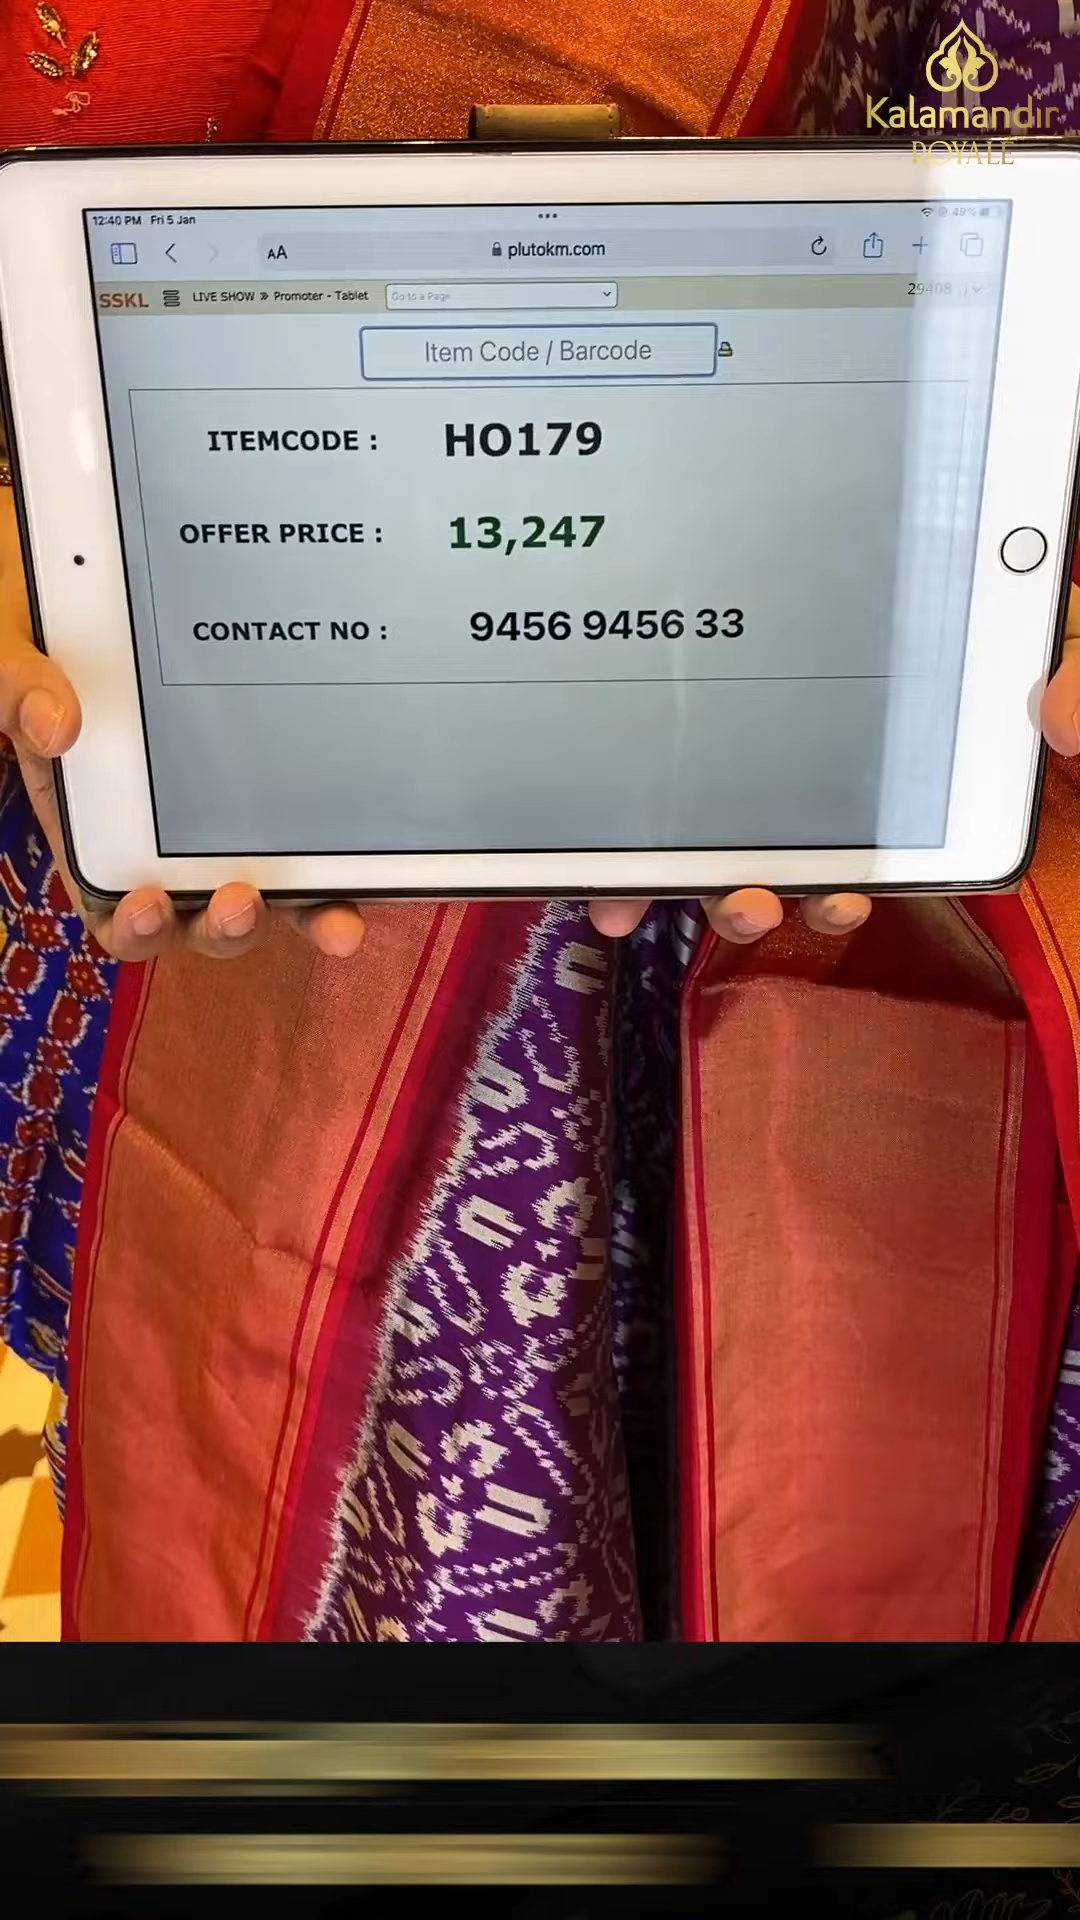 Kalamandir
ROYALE
12:40 PM Fri 5 Jan
49%
AA
plutokm.com
SSKL LIVE SHOW » Promoter - Tablet Go to a Page...
29408
Item Code / Barcode
ITEMCODE : HO179
OFFER PRICE : 13,247
CONTACT NO : 9456 9456 33